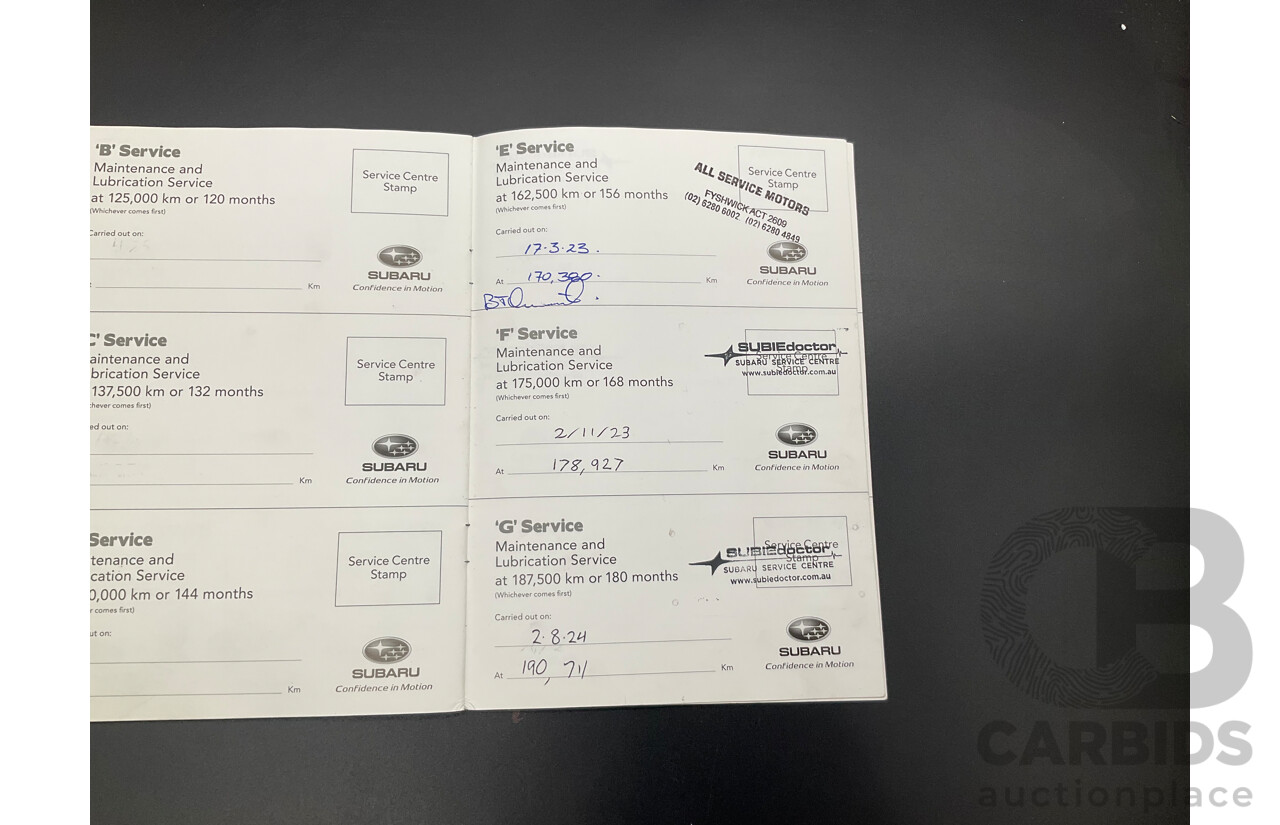 'B' Service
Maintenance and
Lubrication Service
at 125,000 km or 120 months
(Whichever comes first)
Carried out on:
Km
Service Centre
Stamp
SUBARU
Confidence in Motion
C' Service
aintenance and
brication Service
137,500 km or 132 months
hever comes first)
ed out on:
Km
Service Centre
Stamp
SUBARU
Confidence in Motion
Service
tenance and
cation Service
0,000 km or 144 months
r comes first)
ut on:
Km
Service Centre
Stamp
SUBARU
Confidence in Motion
'E' Service
Maintenance and
Lubrication Service
at 162,500 km or 156 months
(Whichever comes first)
Carried out on:
17·3·23.
At 170,380. Km
Service Centre
Stamp
ALL SERVICE MOTORS
FYSHWICK ACT 2609
(02) 6280 6002 (02) 6280 4849
SUBARU
Confidence in Motion
'F' Service
Maintenance and
Lubrication Service
at 175,000 km or 168 months
(Whichever comes first)
Carried out on:
2/11/23
At 178,927 Km
SUBIEdoctor
Service Centre
SUBARU SERVICE CENTRE
Stamp
www.subiedoctor.com.au
SUBARU
Confidence in Motion
'G' Service
Maintenance and
Lubrication Service
at 187,500 km or 180 months
(Whichever comes first)
Carried out on:
2·8·24
At 190,711 Km
Service Centre
SUBIEdoctor
Stamp
SUBARU SERVICE CENTRE
www.subiedoctor.com.au
SUBARU
Confidence in Motion
CB
CARBIDS
auctionplace